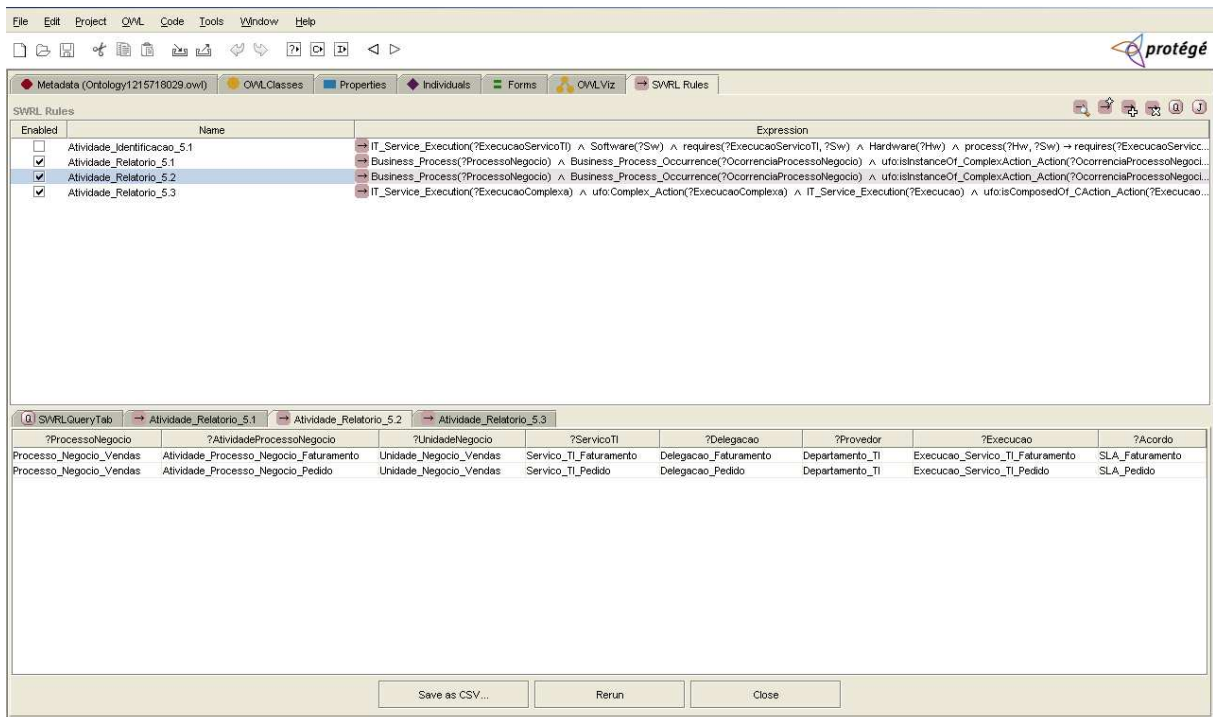 File Edit Project OWL Code Tools Window Help
protégé
Metadata (Ontology1215718029.owl) OWLClasses Properties Individuals Forms OWLViz SWRL Rules
SWRL Rules
Enabled Name Expression
Atividade_Identificacao_5.1 → IT_Service_Execution(?ExecucaoServicoTI) ∧ Software(?Sw) ∧ requires(?ExecucaoServicoTI, ?Sw) ∧ Hardware(?Hw) ∧ process(?Hw, ?Sw) → requires(?ExecucaoServicc...
Atividade_Relatorio_5.1 → Business_Process(?ProcessoNegocio) ∧ Business_Process_Occurrence(?OcorrenciaProcessoNegocio) ∧ ufo:isInstanceOf_ComplexAction_Action(?OcorrenciaProcessoNegoci...
Atividade_Relatorio_5.2 → Business_Process(?ProcessoNegocio) ∧ Business_Process_Occurrence(?OcorrenciaProcessoNegocio) ∧ ufo:isInstanceOf_ComplexAction_Action(?OcorrenciaProcessoNegoci...
Atividade_Relatorio_5.3 → IT_Service_Execution(?ExecucaoComplexa) ∧ ufo:Complex_Action(?ExecucaoComplexa) ∧ IT_Service_Execution(?Execucao) ∧ ufo:isComposedOf_CAction_Action(?Execucao...
SWRLQueryTab → Atividade_Relatorio_5.1 → Atividade_Relatorio_5.2 → Atividade_Relatorio_5.3
?ProcessoNegocio ?AtividadeProcessoNegocio ?UnidadeNegocio ?ServicoTI ?Delegacao ?Provedor ?Execucao ?Acordo
Processo_Negocio_Vendas Atividade_Processo_Negocio_Faturamento Unidade_Negocio_Vendas Servico_TI_Faturamento Delegacao_Faturamento Departamento_TI Execucao_Servico_TI_Faturamento SLA_Faturamento
Processo_Negocio_Vendas Atividade_Processo_Negocio_Pedido Unidade_Negocio_Vendas Servico_TI_Pedido Delegacao_Pedido Departamento_TI Execucao_Servico_TI_Pedido SLA_Pedido
Save as CSV... Rerun Close